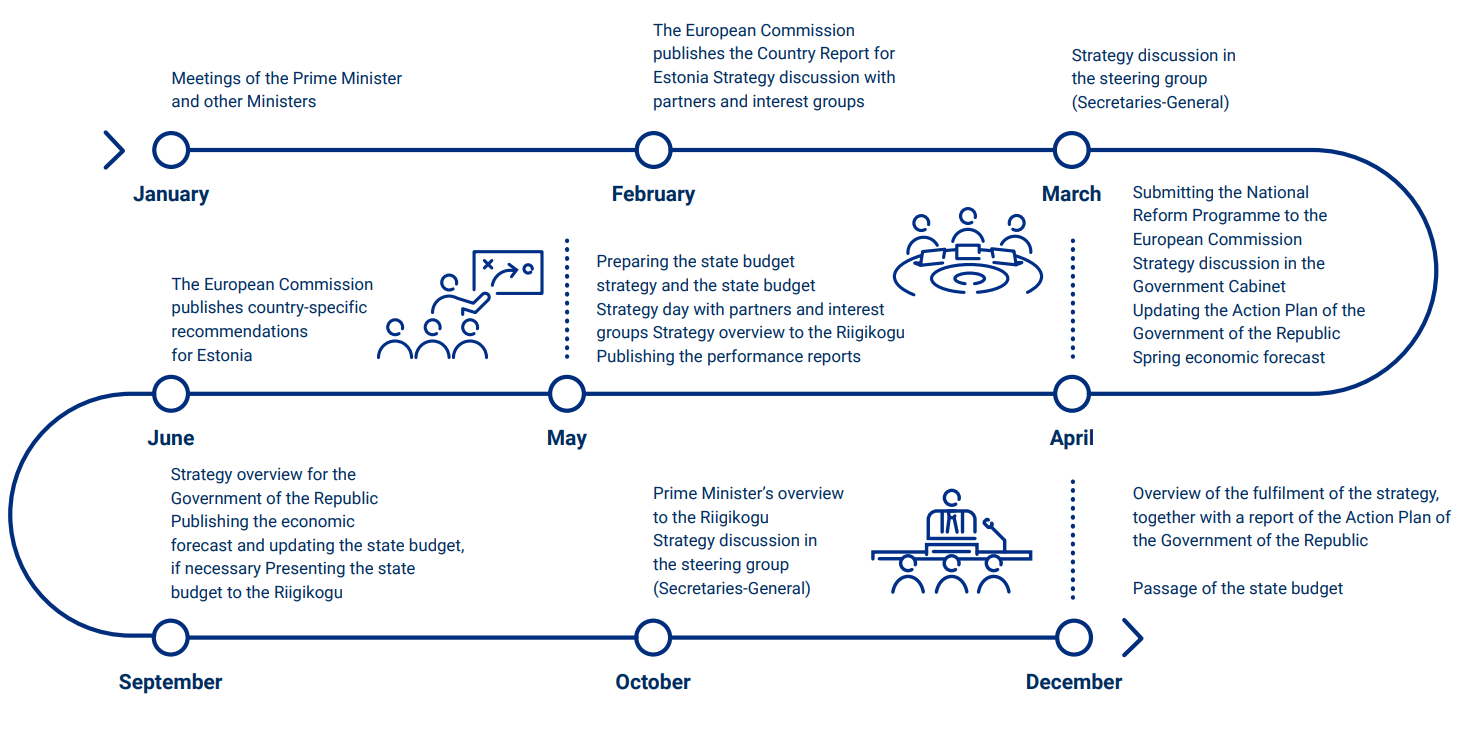 Meetings of the Prime Minister
and other Ministers
January
The European Commission
publishes the Country Report for
Estonia Strategy discussion with
partners and interest groups
February
Strategy discussion in
the steering group
(Secretaries-General)
March
Submitting the National
Reform Programme to the
European Commission
Strategy discussion in the
Government Cabinet
Updating the Action Plan of the
Government of the Republic
Spring economic forecast
April
Preparing the state budget
strategy and the state budget
Strategy day with partners and interest
groups Strategy overview to the Riigikogu
Publishing the performance reports
May
The European Commission
publishes country-specific
recommendations
for Estonia
June
Strategy overview for the
Government of the Republic
Publishing the economic
forecast and updating the state budget,
if necessary Presenting the state
budget to the Riigikogu
September
Prime Minister’s overview
to the Riigikogu
Strategy discussion in
the steering group
(Secretaries-General)
October
Overview of the fulfilment of the strategy,
together with a report of the Action Plan of
the Government of the Republic
Passage of the state budget
December